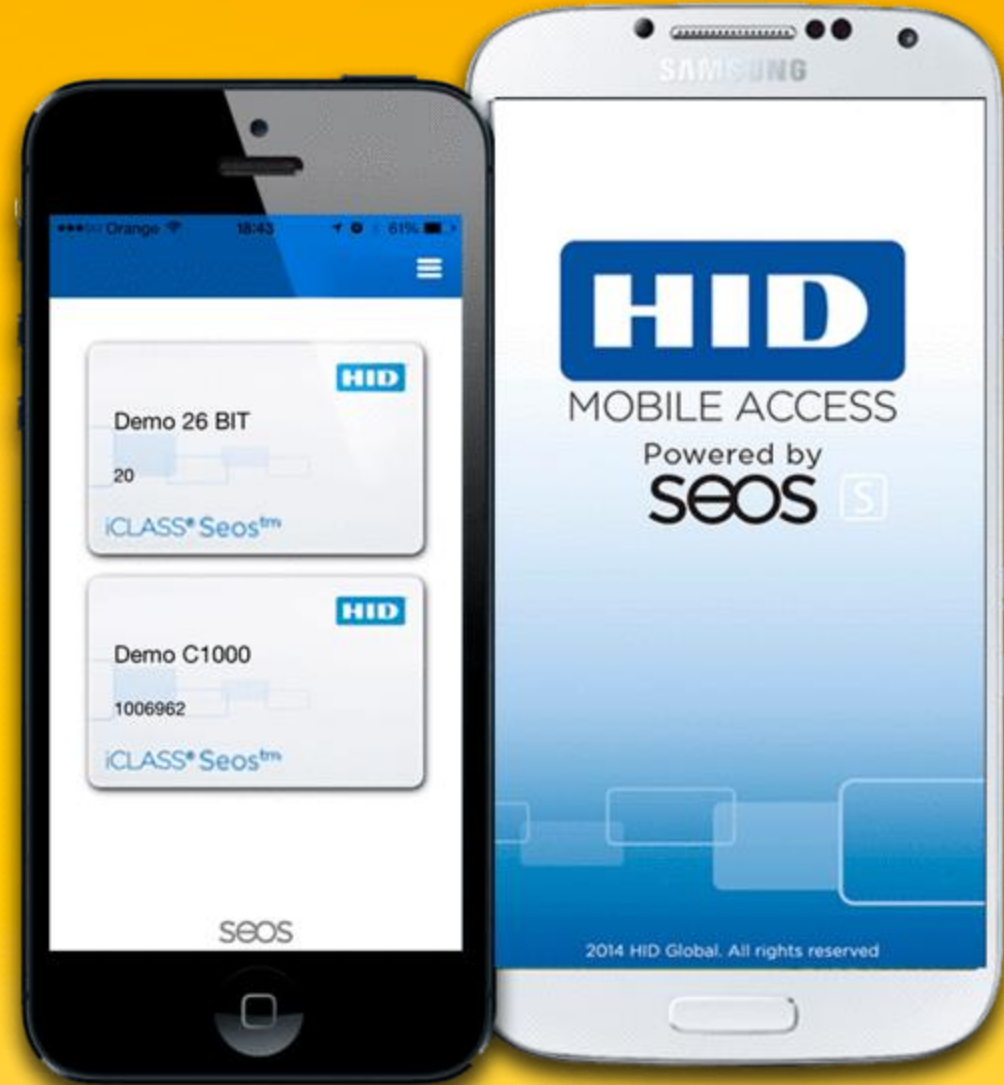 Orange 18:43 61%
HID
Demo 26 BIT
20
iCLASS® Seos™
HID
Demo C1000
1006962
iCLASS® Seos™
seos
SAMSUNG
HID
MOBILE ACCESS
Powered by
seos S
2014 HID Global. All rights reserved